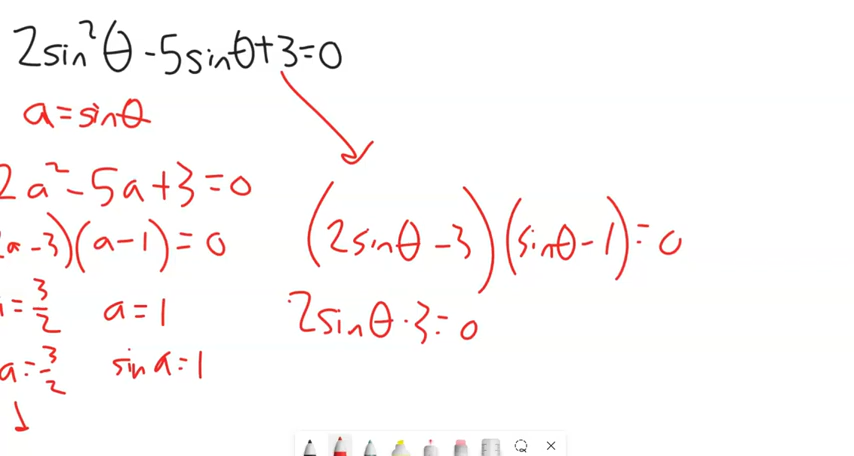 2sin²θ - 5sinθ + 3 = 0
a = sinθ
2a² - 5a + 3 = 0
a - 3)(a - 1) = 0
(2sinθ - 3)(sinθ - 1) = 0
= 3/2 a = 1
2sinθ · 3 = 0
a = 3/2 sin a = 1